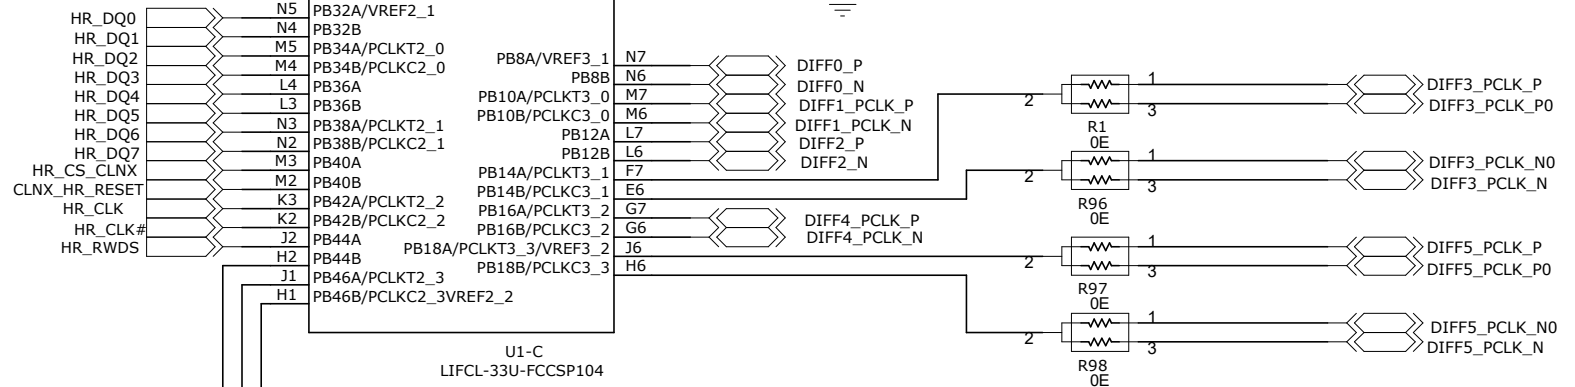 HR_DQ0
HR_DQ1
HR_DQ2
HR_DQ3
HR_DQ4
HR_DQ5
HR_DQ6
HR_DQ7
HR_CS_CLNX
CLNX_HR_RESET
HR_CLK
HR_CLK#
HR_RWDS
N5 PB32A/VREF2_1
N4 PB32B
M5 PB34A/PCLKT2_0
M4 PB34B/PCLKC2_0
L4 PB36A
L3 PB36B
N3 PB38A/PCLKT2_1
N2 PB38B/PCLKC2_1
M3 PB40A
M2 PB40B
K3 PB42A/PCLKT2_2
K2 PB42B/PCLKC2_2
J2 PB44A
H2 PB44B
J1 PB46A/PCLKT2_3
H1 PB46B/PCLKC2_3VREF2_2
PB8A/VREF3_1 N7 DIFF0_P
PB8B N6 DIFF0_N
PB10A/PCLKT3_0 M7 DIFF1_PCLK_P
PB10B/PCLKC3_0 M6 DIFF1_PCLK_N
PB12A L7 DIFF2_P
PB12B L6 DIFF2_N
PB14A/PCLKT3_1 F7
PB14B/PCLKC3_1 E6
PB16A/PCLKT3_2 G7 DIFF4_PCLK_P
PB16B/PCLKC3_2 G6 DIFF4_PCLK_N
PB18A/PCLKT3_3/VREF3_2 J6
PB18B/PCLKC3_3 H6
U1-C
LIFCL-33U-FCCSP104
1 DIFF3_PCLK_P
2
3 DIFF3_PCLK_P0
R1
0E
1 DIFF3_PCLK_N0
2
3 DIFF3_PCLK_N
R96
0E
1 DIFF5_PCLK_P
2
3 DIFF5_PCLK_P0
R97
0E
1 DIFF5_PCLK_N0
2
3 DIFF5_PCLK_N
R98
0E